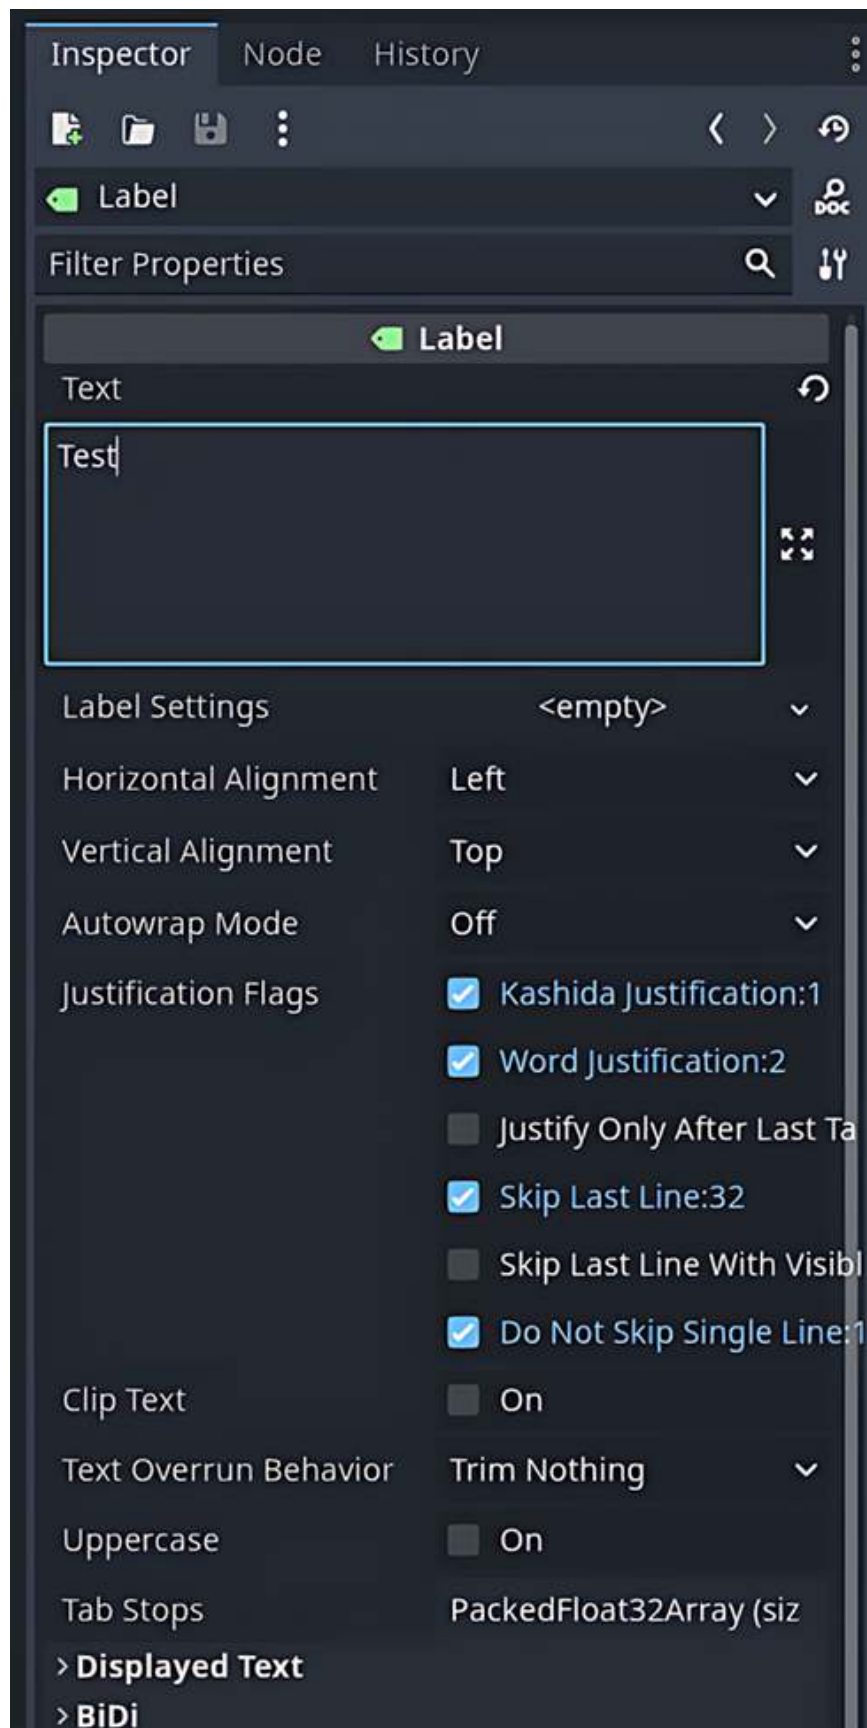 Inspector Node History
Label
DOC
Filter Properties
Label
Text
Test
Label Settings <empty>
Horizontal Alignment Left
Vertical Alignment Top
Autowrap Mode Off
Justification Flags Kashida Justification:1
Word Justification:2
Justify Only After Last Ta
Skip Last Line:32
Skip Last Line With Visibl
Do Not Skip Single Line:1
Clip Text On
Text Overrun Behavior Trim Nothing
Uppercase On
Tab Stops PackedFloat32Array (siz
Displayed Text
BiDi